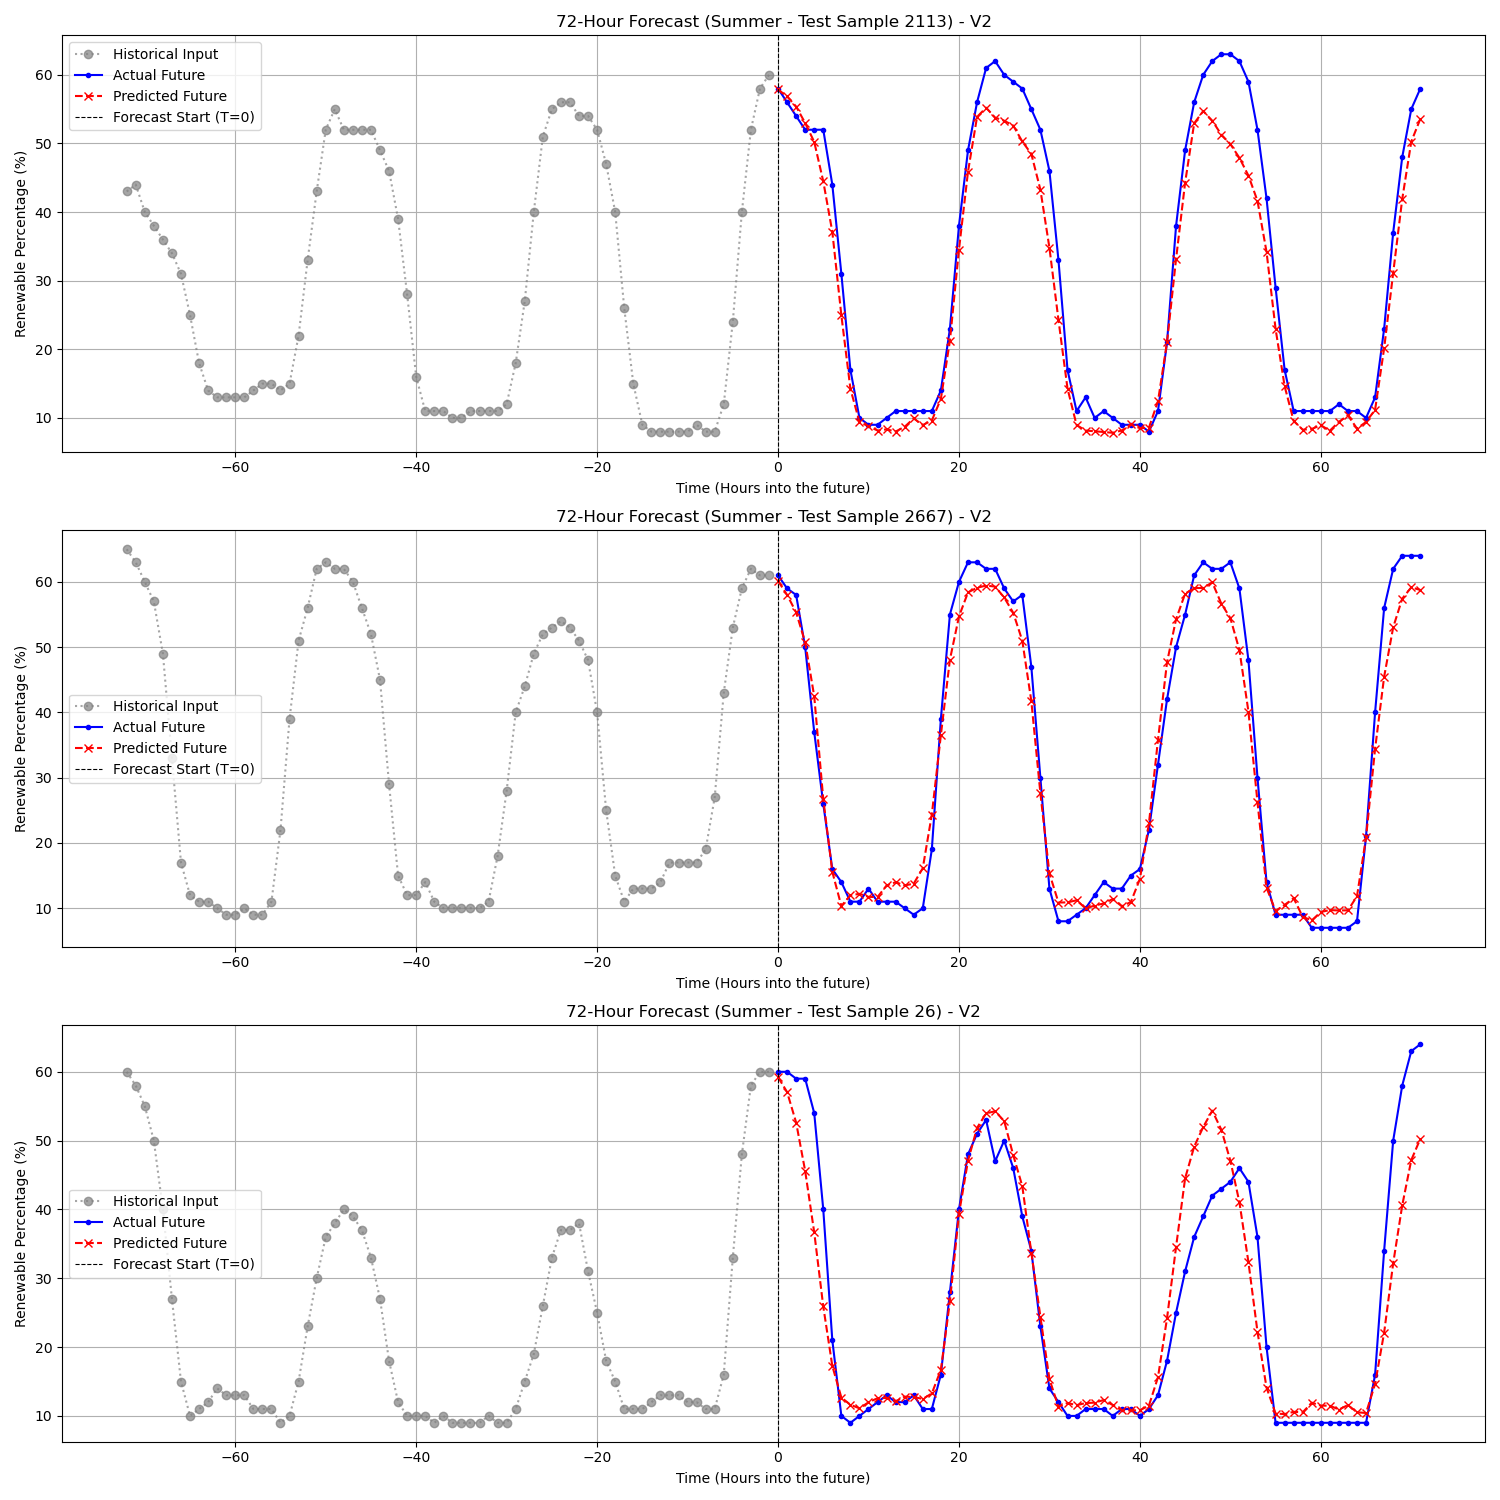 72-Hour Forecast (Summer - Test Sample 2113) - V2
Historical Input
Actual Future
Predicted Future
Forecast Start (T=0)
Renewable Percentage (%)
60
50
40
30
20
10
−60 −40 −20 0 20 40 60
Time (Hours into the future)
72-Hour Forecast (Summer - Test Sample 2667) - V2
Historical Input
Actual Future
Predicted Future
Forecast Start (T=0)
Renewable Percentage (%)
60
50
40
30
20
10
−60 −40 −20 0 20 40 60
Time (Hours into the future)
72-Hour Forecast (Summer - Test Sample 26) - V2
Historical Input
Actual Future
Predicted Future
Forecast Start (T=0)
Renewable Percentage (%)
60
50
40
30
20
10
−60 −40 −20 0 20 40 60
Time (Hours into the future)